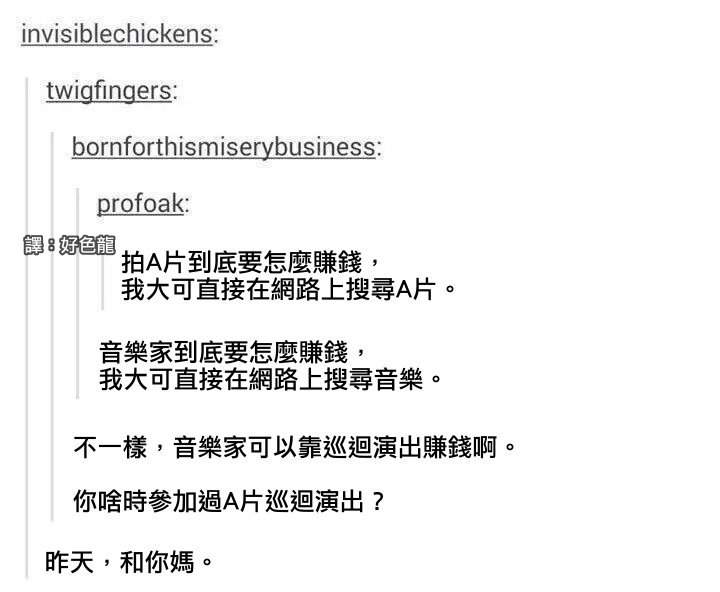 invisiblechickens:
twigfingers:
bornforthismiserybusiness:
profoak:
譯：好色龍
拍A片到底要怎麼賺錢，
我大可直接在網路上搜尋A片。
音樂家到底要怎麼賺錢，
我大可直接在網路上搜尋音樂。
不一樣，音樂家可以靠巡迴演出賺錢啊。
你啥時參加過A片巡迴演出？
昨天，和你媽。